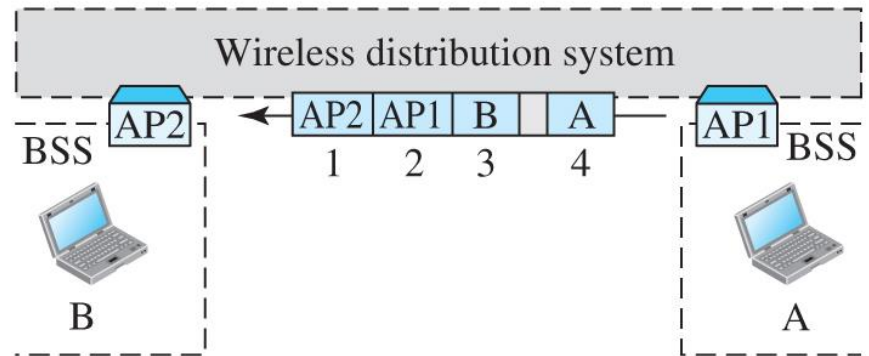 Wireless distribution system
AP2 AP2 AP1 B A AP1
BSS 1 2 3 4 BSS
B A